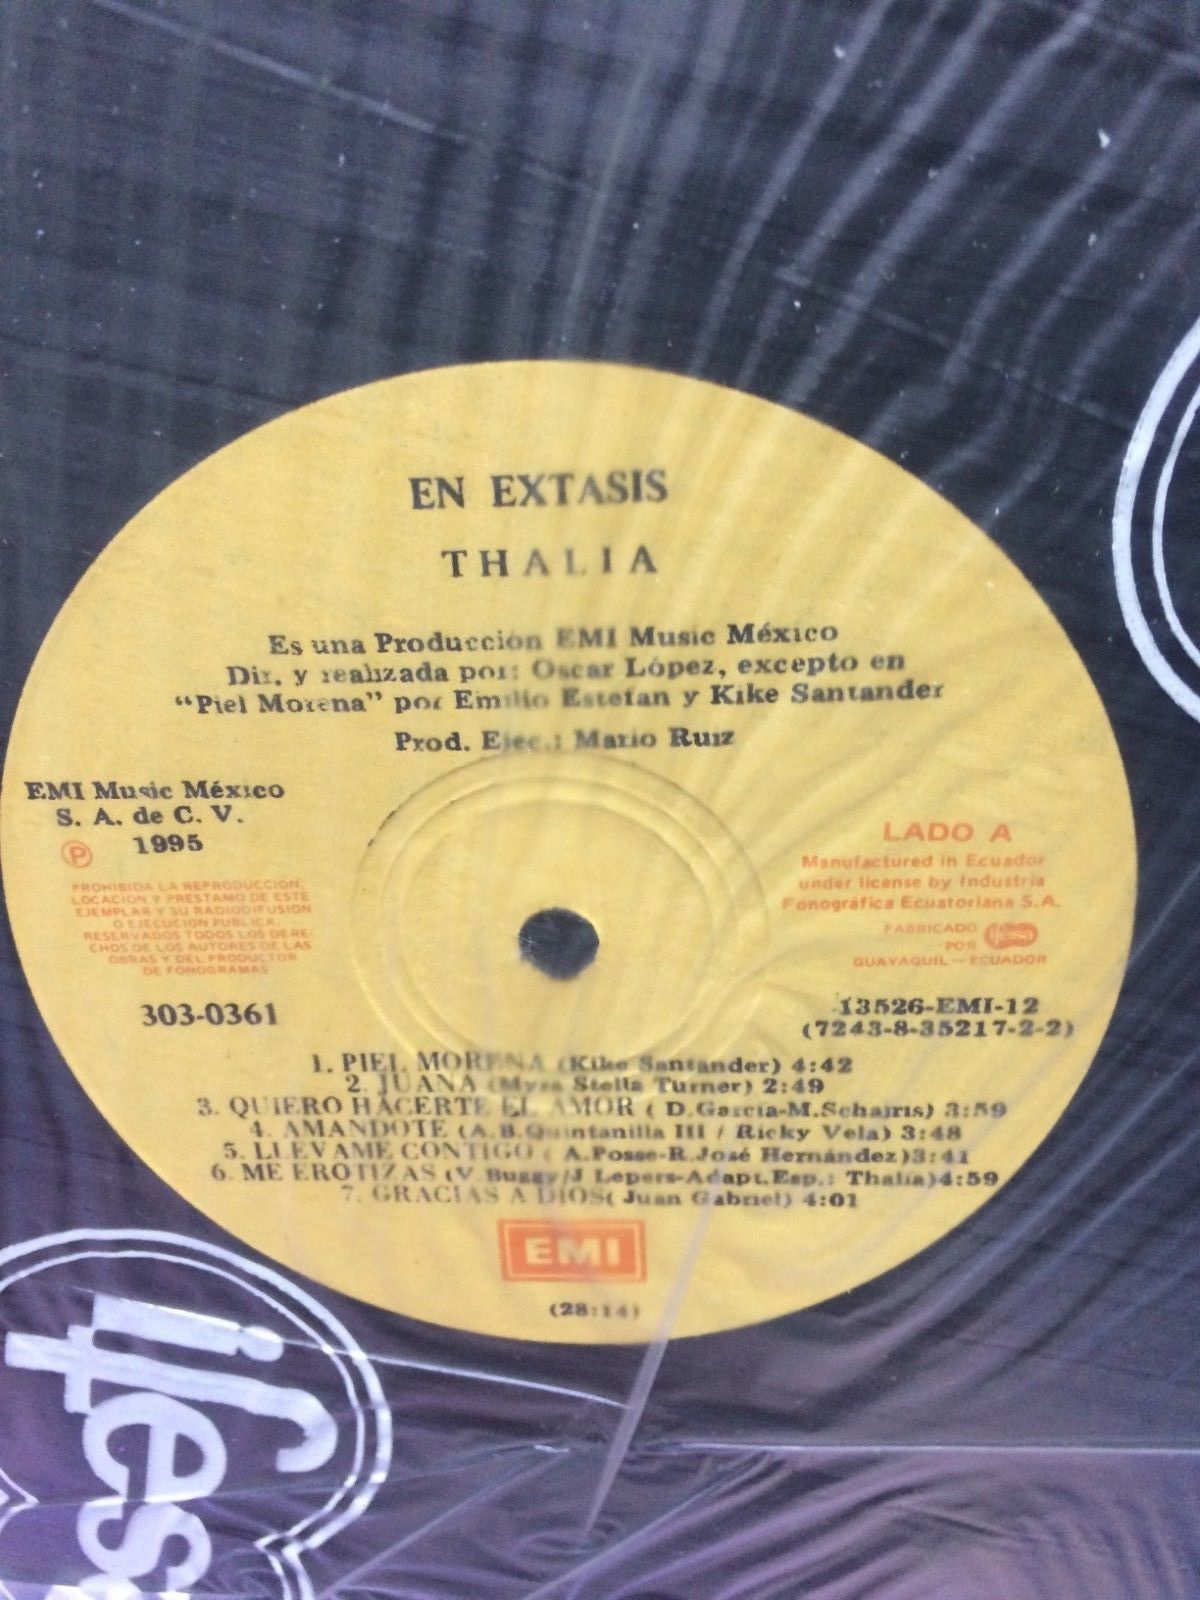 EN EXTASIS
THALIA
Es una Producción EMI Music México
Dir. y realizada por: Oscar López, excepto en
“Piel Morena” por Emilio Estefan y Kike Santander
Prod. Ejec.: Mario Ruiz
EMI Music México
S. A. de C. V.
Ⓟ 1995
PROHIBIDA LA REPRODUCCION,
LOCACION Y PRESTAMO DE ESTE
EJEMPLAR Y SU RADIODIFUSION
O EJECUCION PUBLICA.
RESERVADOS TODOS LOS DERE-
CHOS DE LOS AUTORES DE LAS
OBRAS Y DEL PRODUCTOR
DE FONOGRAMAS
303-0361
LADO A
Manufactured in Ecuador
under license by Industria
Fonográfica Ecuatoriana S.A.
FABRICADO
POR ifesa
GUAYAQUIL—ECUADOR
13526-EMI-12
(7243-8-35217-2-2)
1. PIEL MORENA (Kike Santander) 4:42
2. JUANA (Myra Stella Turner) 2:49
3. QUIERO HACERTE EL AMOR ( D.García-M.Schajris) 3:59
4. AMANDOTE (A.B.Quintanilla III / Ricky Vela) 3:48
5. LLEVAME CONTIGO ( A.Posse-R.José Hernández)3:41
6. ME EROTIZAS (V. Buggy/J Lepers-Adapt.Esp.: Thalia)4:59
7. GRACIAS A DIOS( Juan Gabriel) 4:01
EMI
(28:14)
ifes